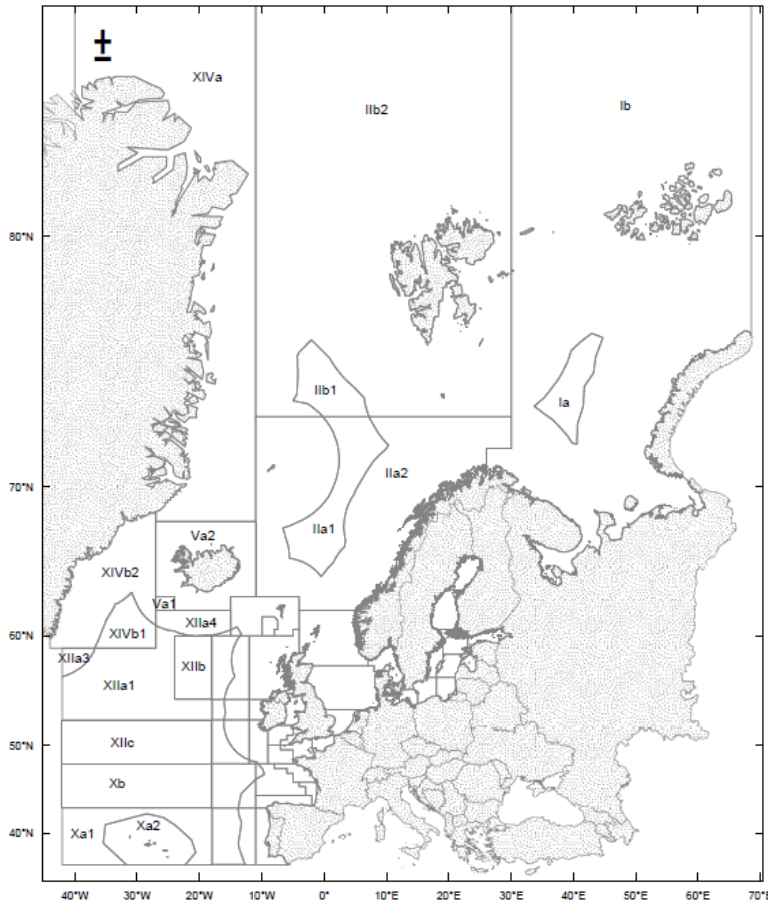 ±
XIVa
IIb2
Ib
80°N
IIb1
Ia
IIa2
70°N
IIa1
Va2
XIVb2
Va1
XIIa4
60°N
XIVb1
XIIa3
XIIb
XIIa1
50°N
XIIc
Xb
40°N
Xa1
Xa2
40°W 30°W 20°W 10°W 0° 10°E 20°E 30°E 40°E 50°E 60°E 70°E